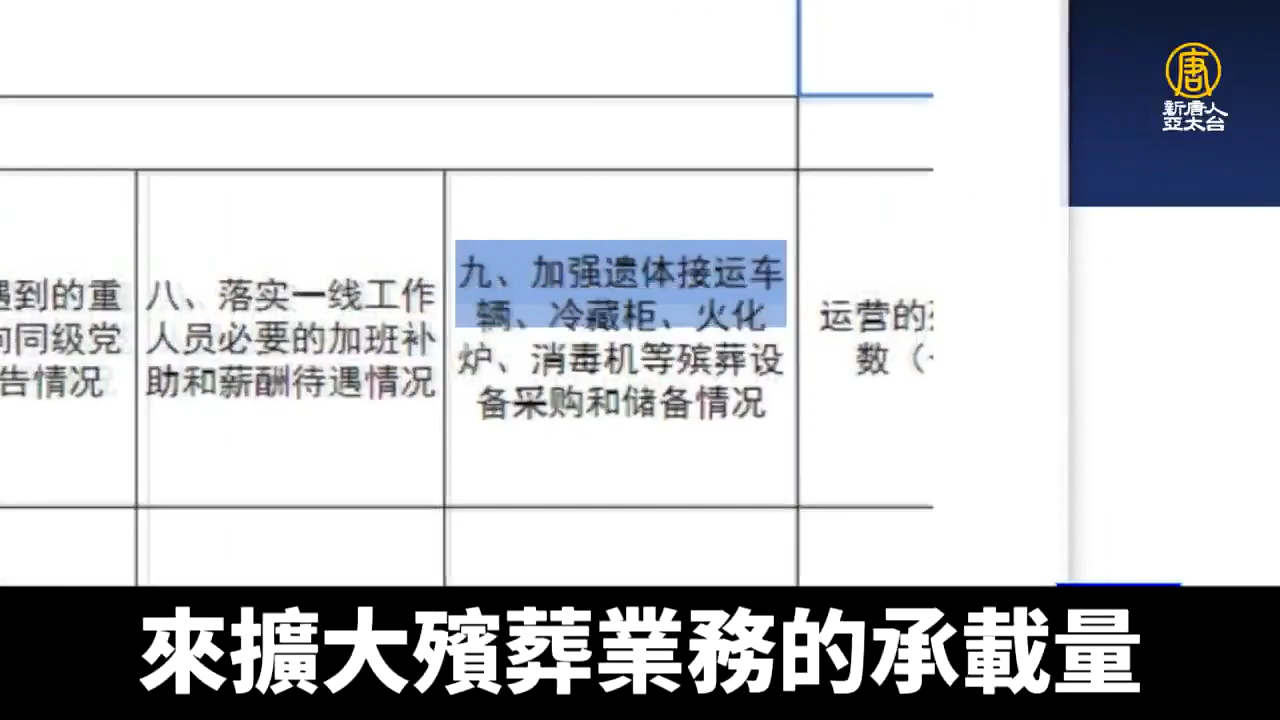 唐
新唐人
亞太台
遇到的重
向同级党
告情况
八、落实一线工作
人员必要的加班补
助和薪酬待遇情况
九、加强遗体接运车
辆、冷藏柜、火化
炉、消毒机等殡葬设
备采购和储备情况
运营的
数（
來擴大殯葬業務的承載量